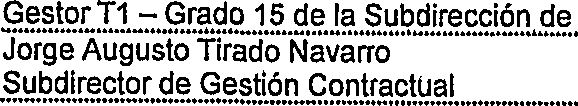 Gestor T1 – Grado 15 de la Subdirección de
Jorge Augusto Tirado Navarro
Subdirector de Gestión Contractual